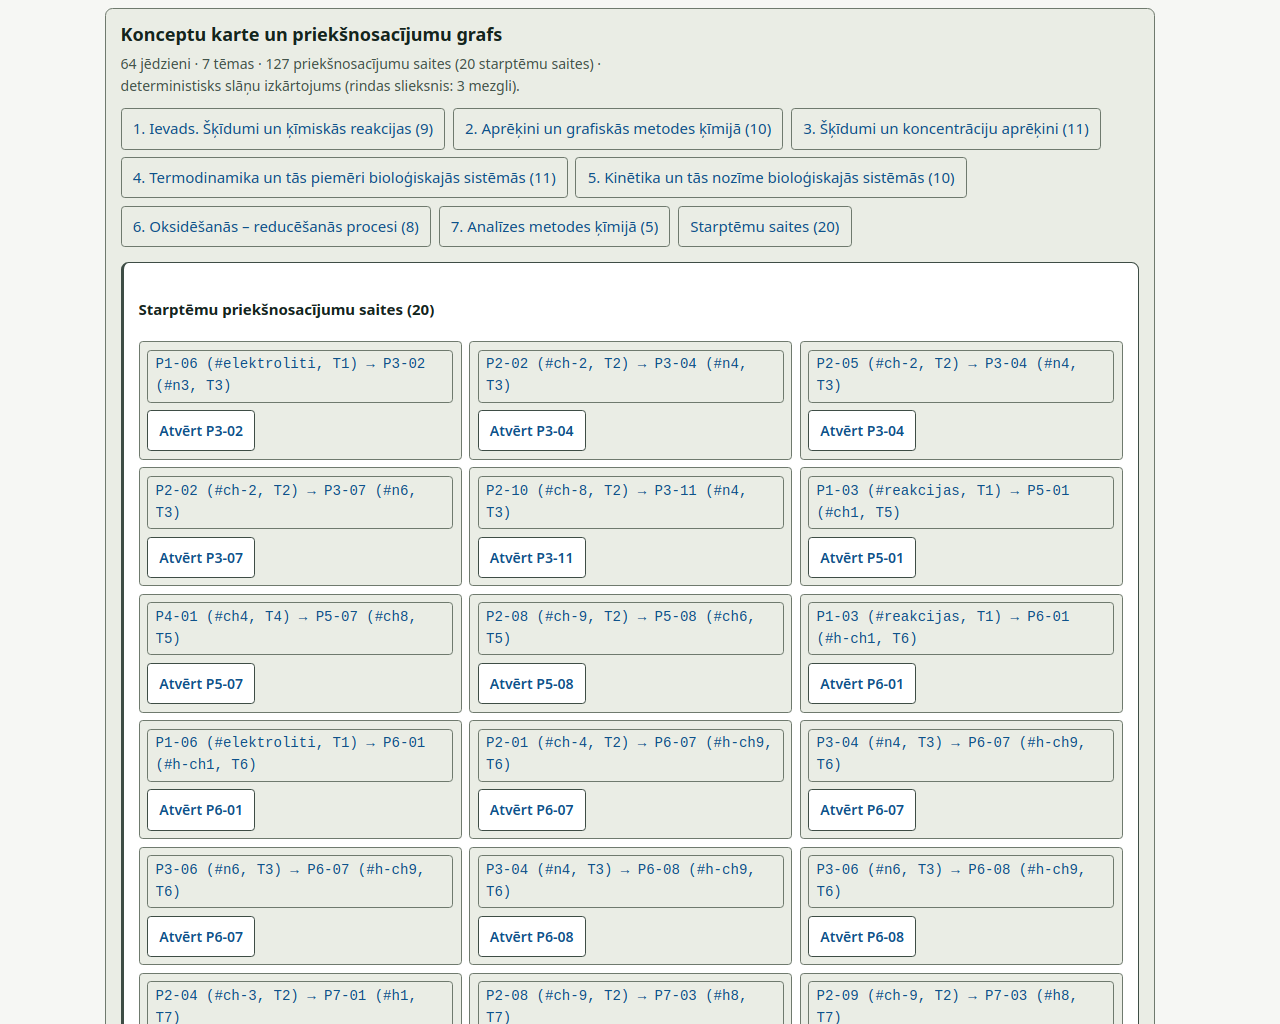 Konceptu karte un priekšnosacījumu grafs
64 jēdzieni · 7 tēmas · 127 priekšnosacījumu saites (20 starptēmu saites) ·
deterministisks slāņu izkārtojums (rindas slieksnis: 3 mezgli).
1. Ievads. Šķīdumi un ķīmiskās reakcijas (9)
2. Aprēķini un grafiskās metodes ķīmijā (10)
3. Šķīdumi un koncentrāciju aprēķini (11)
4. Termodinamika un tās piemēri bioloģiskajās sistēmās (11)
5. Kinētika un tās nozīme bioloģiskajās sistēmās (10)
6. Oksidēšanās – reducēšanās procesi (8)
7. Analīzes metodes ķīmijā (5)
Starptēmu saites (20)
Starptēmu priekšnosacījumu saites (20)
P1-06 (#elektroliti, T1) → P3-02
(#n3, T3)
Atvērt P3-02
P2-02 (#ch-2, T2) → P3-04 (#n4,
T3)
Atvērt P3-04
P2-05 (#ch-2, T2) → P3-04 (#n4,
T3)
Atvērt P3-04
P2-02 (#ch-2, T2) → P3-07 (#n6,
T3)
Atvērt P3-07
P2-10 (#ch-8, T2) → P3-11 (#n4,
T3)
Atvērt P3-11
P1-03 (#reakcijas, T1) → P5-01
(#ch1, T5)
Atvērt P5-01
P4-01 (#ch4, T4) → P5-07 (#ch8,
T5)
Atvērt P5-07
P2-08 (#ch-9, T2) → P5-08 (#ch6,
T5)
Atvērt P5-08
P1-03 (#reakcijas, T1) → P6-01
(#h-ch1, T6)
Atvērt P6-01
P1-06 (#elektroliti, T1) → P6-01
(#h-ch1, T6)
Atvērt P6-01
P2-01 (#ch-4, T2) → P6-07 (#h-ch9,
T6)
Atvērt P6-07
P3-04 (#n4, T3) → P6-07 (#h-ch9,
T6)
Atvērt P6-07
P3-06 (#n6, T3) → P6-07 (#h-ch9,
T6)
Atvērt P6-07
P3-04 (#n4, T3) → P6-08 (#h-ch9,
T6)
Atvērt P6-08
P3-06 (#n6, T3) → P6-08 (#h-ch9,
T6)
Atvērt P6-08
P2-04 (#ch-3, T2) → P7-01 (#h1,
T7)
P2-08 (#ch-9, T2) → P7-03 (#h8,
T7)
P2-09 (#ch-9, T2) → P7-03 (#h8,
T7)